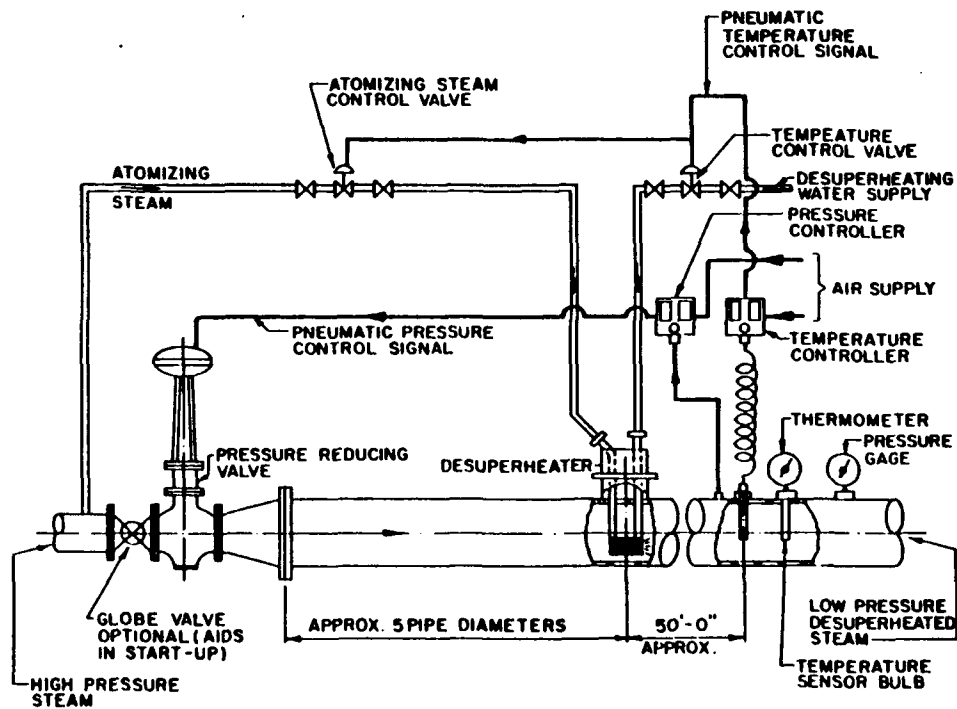 PNEUMATIC
TEMPERATURE
CONTROL SIGNAL
ATOMIZING STEAM
CONTROL VALVE
TEMPEATURE
CONTROL VALVE
ATOMIZING
STEAM
DESUPERHEATING
WATER SUPPLY
PRESSURE
CONTROLLER
AIR SUPPLY
PNEUMATIC PRESSURE
CONTROL SIGNAL
TEMPERATURE
CONTROLLER
THERMOMETER
PRESSURE
GAGE
PRESSURE REDUCING
VALVE
DESUPERHEATER
GLOBE VALVE
OPTIONAL (AIDS
IN START-UP)
APPROX. 5 PIPE DIAMETERS
50'-0"
APPROX.
LOW PRESSURE
DESUPERHEATED
STEAM
TEMPERATURE
SENSOR BULB
HIGH PRESSURE
STEAM